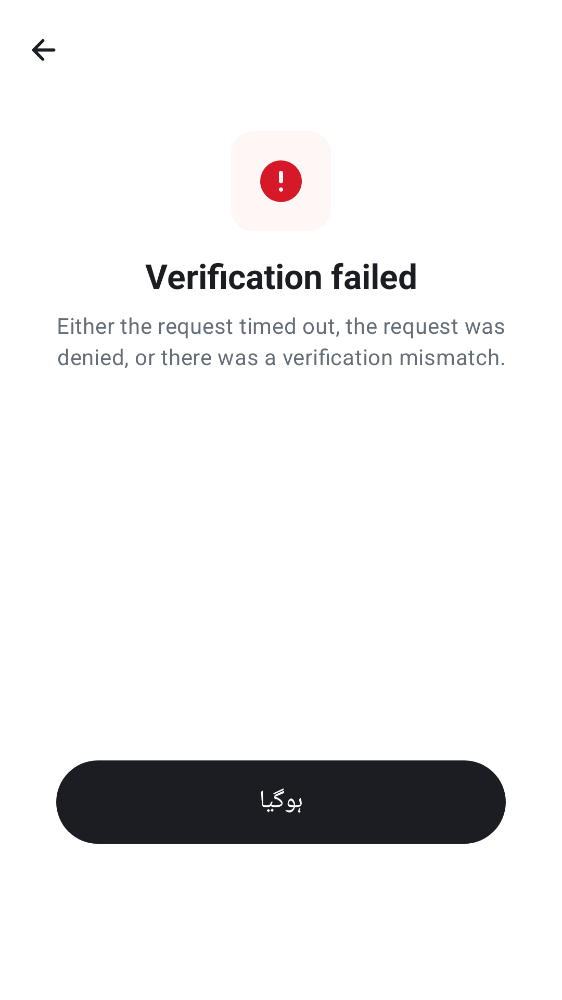 Verification failed
Either the request timed out, the request was
denied, or there was a verification mismatch.
ہوگیا